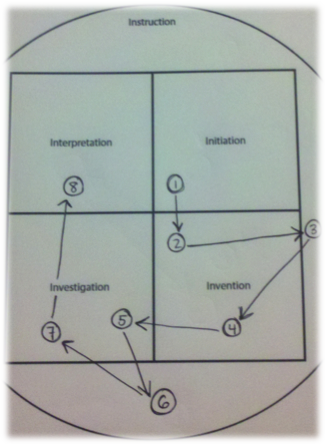 Instruction
Interpretation
Initiation
8
1
2
3
Investigation
Invention
5
4
7
6